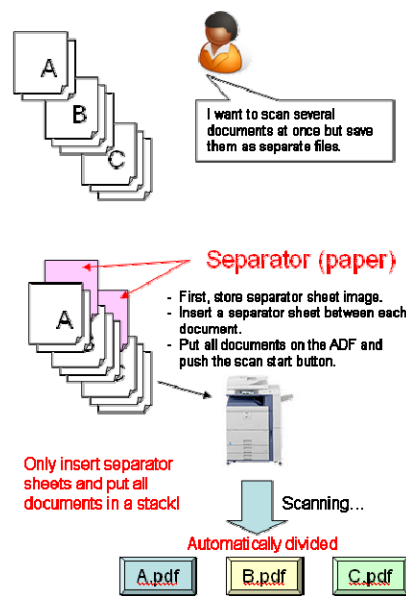 A
B
C
I want to scan several
documents at once but save
them as separate files.
Separator (paper)
- First, store separator sheet image.
- Insert a separator sheet between each
document.
- Put all documents on the ADF and
push the scan start button.
A
Only insert separator
sheets and put all
documents in a stack!
Scanning...
Automatically divided
A.pdf
B.pdf
C.pdf